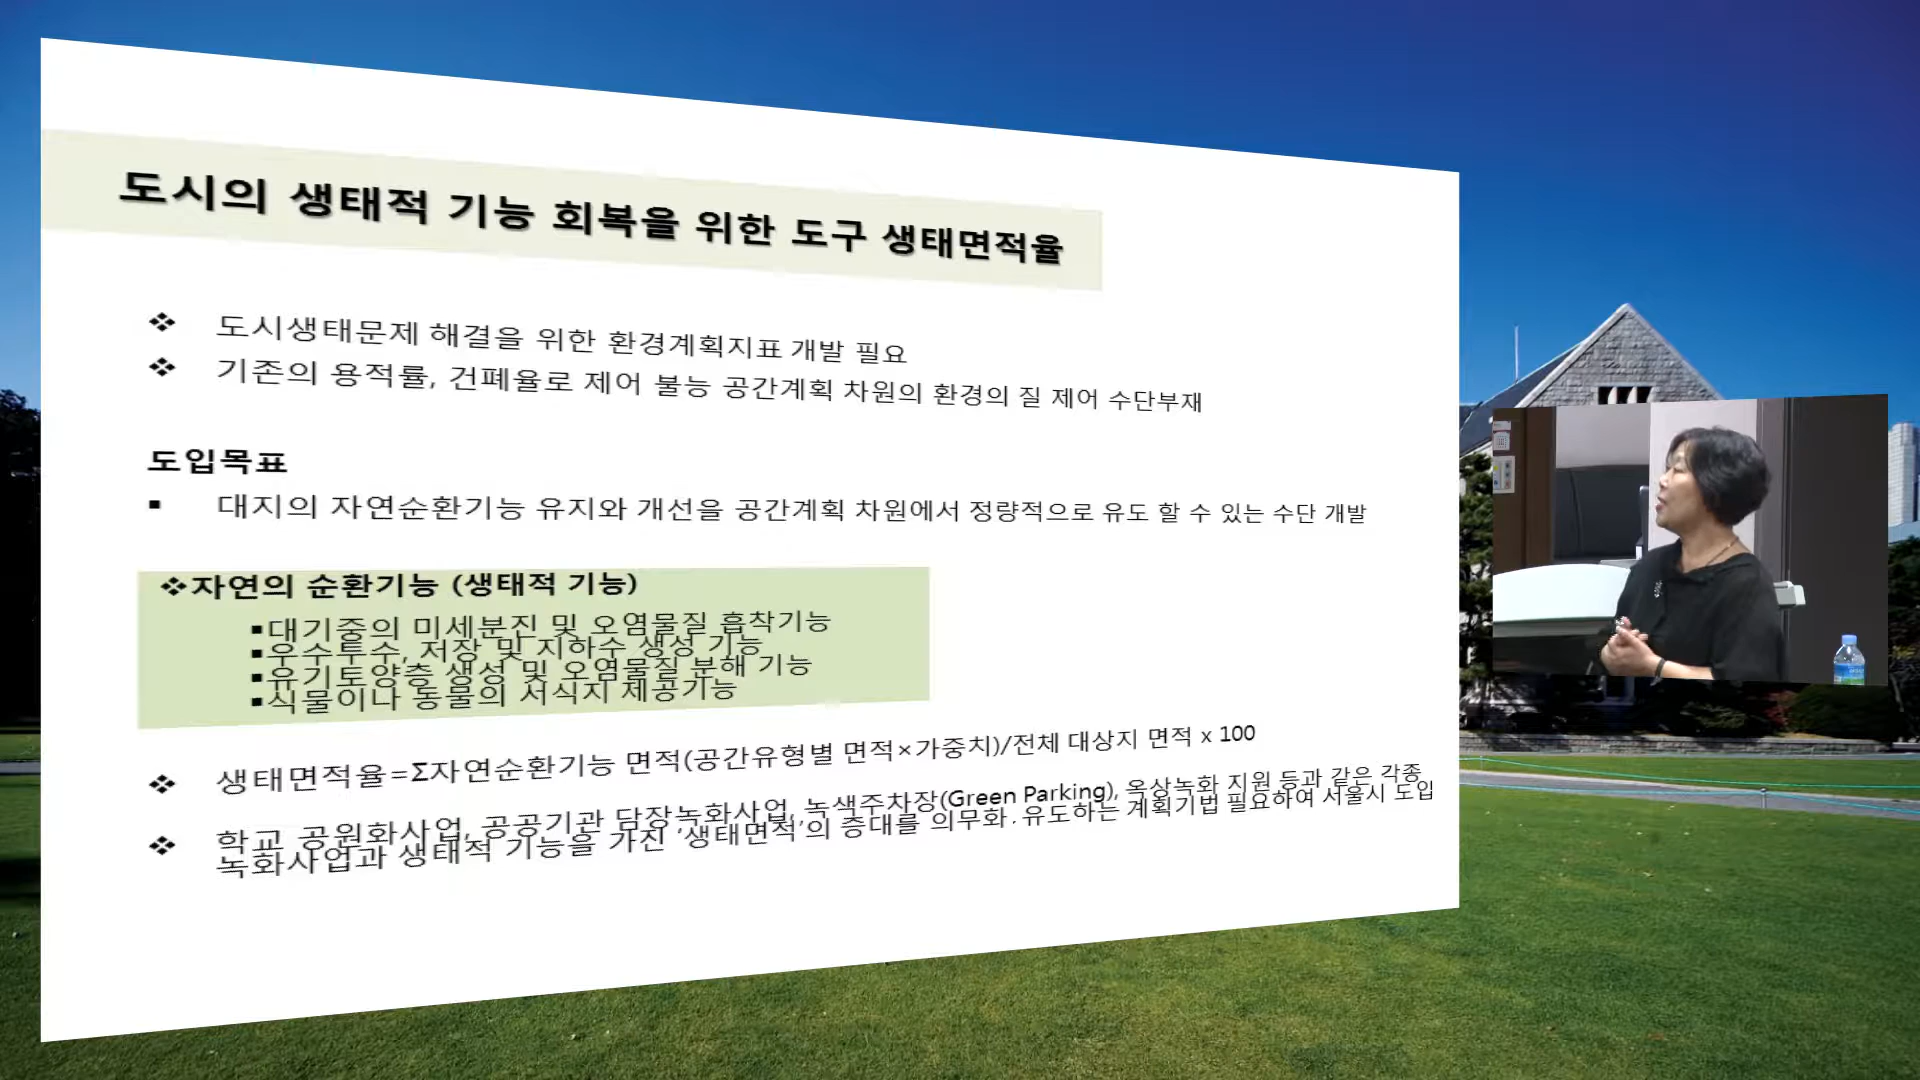 도시의 생태적 기능 회복을 위한 도구 생태면적율
❖ 도시생태문제 해결을 위한 환경계획지표 개발 필요
❖ 기존의 용적률, 건폐율로 제어 불능 공간계획 차원의 환경의 질 제어 수단부재
도입목표
▪ 대지의 자연순환기능 유지와 개선을 공간계획 차원에서 정량적으로 유도 할 수 있는 수단 개발
❖자연의 순환기능 (생태적 기능)
▪대기중의 미세분진 및 오염물질 흡착기능
▪우수투수, 저장 및 지하수 생성 기능
▪유기토양층 생성 및 오염물질 분해 기능
▪식물이나 동물의 서식지 제공기능
❖ 생태면적율=Σ자연순환기능 면적(공간유형별 면적×가중치)/전체 대상지 면적 x 100
❖ 학교 공원화사업, 공공기관 담장녹화사업, 녹색주차장(Green Parking), 옥상녹화 지원 등과 같은 각종
녹화사업과 생태적 기능을 가진 '생태면적'의 증대를 의무화·유도하는 계획기법 필요하여 서울시 도입